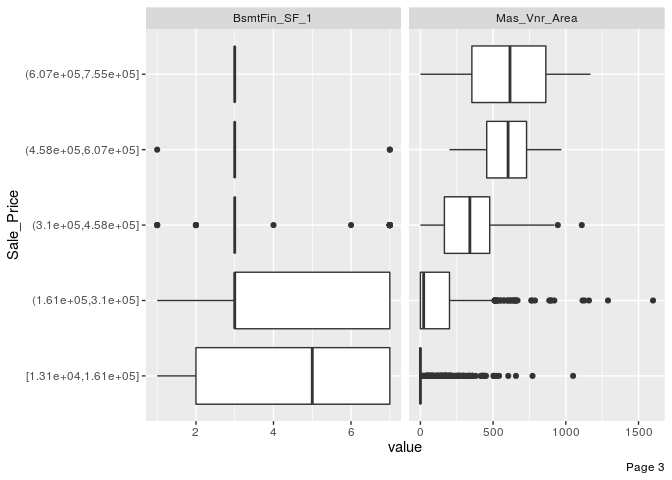 BsmtFin_SF_1 Mas_Vnr_Area
(6.07e+05,7.55e+05]
(4.58e+05,6.07e+05]
(3.1e+05,4.58e+05]
(1.61e+05,3.1e+05]
[1.31e+04,1.61e+05]
Sale_Price
2 4 6 0 500 1000 1500
value
Page 3